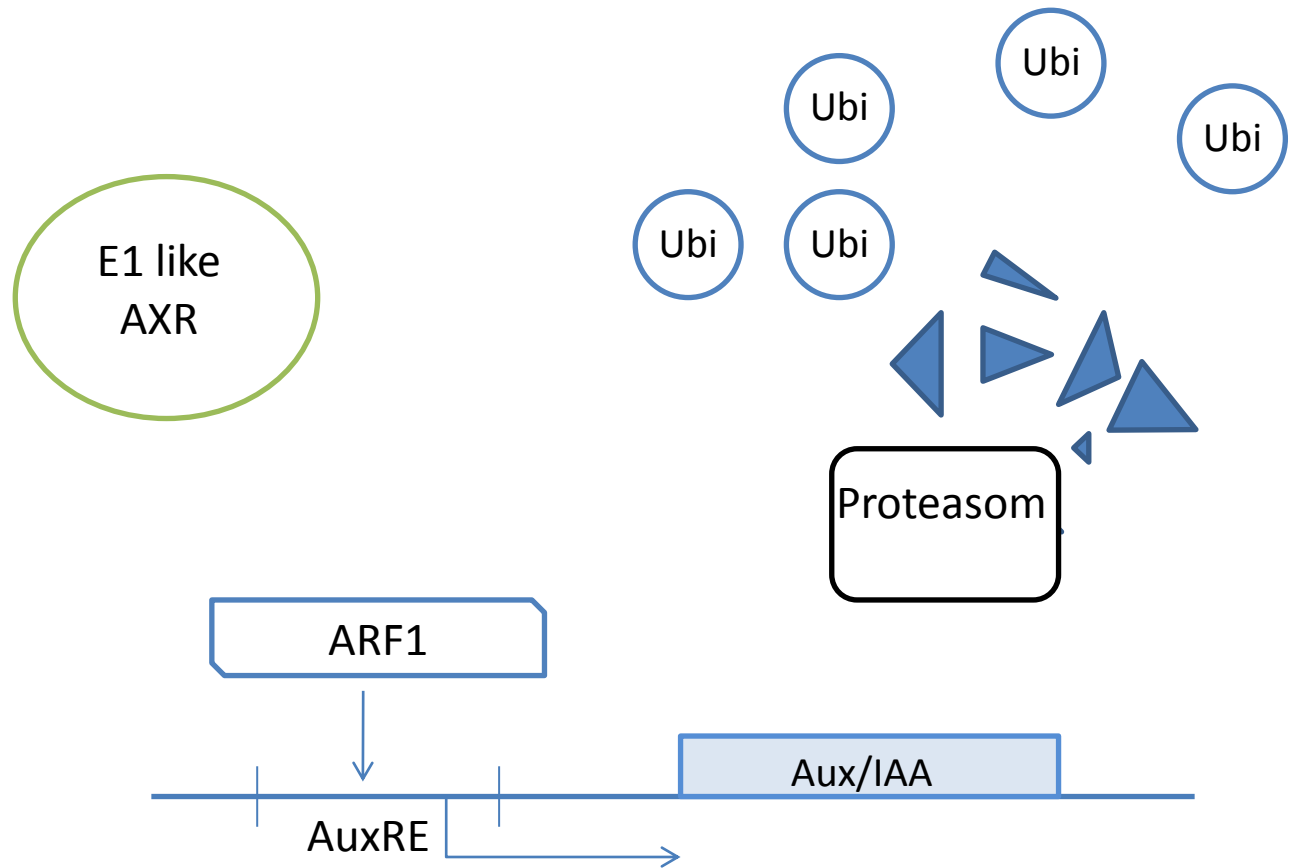 Ubi
Ubi
Ubi
Ubi
Ubi
E1 like
AXR
Proteasom
ARF1
Aux/IAA
AuxRE